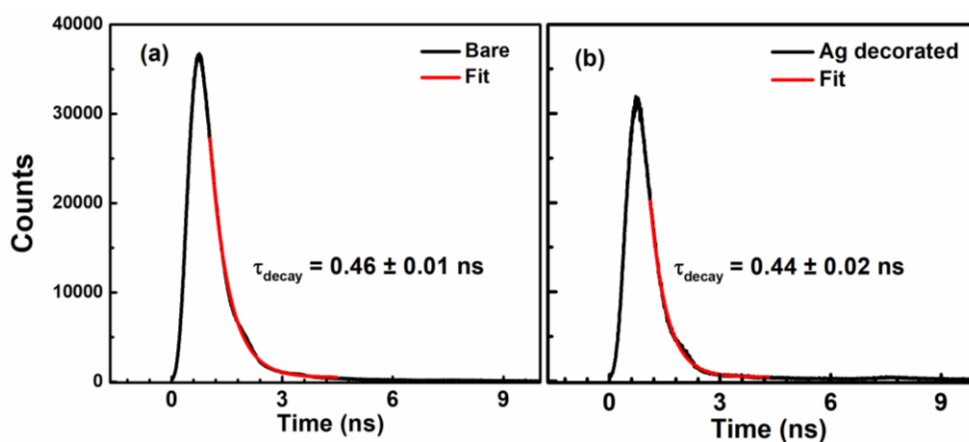 (a)
Bare
Fit
40000
30000
20000
10000
0
Counts
τdecay = 0.46 ± 0.01 ns
0 3 6 9
Time (ns)
(b)
Ag decorated
Fit
τdecay = 0.44 ± 0.02 ns
0 3 6 9
Time (ns)